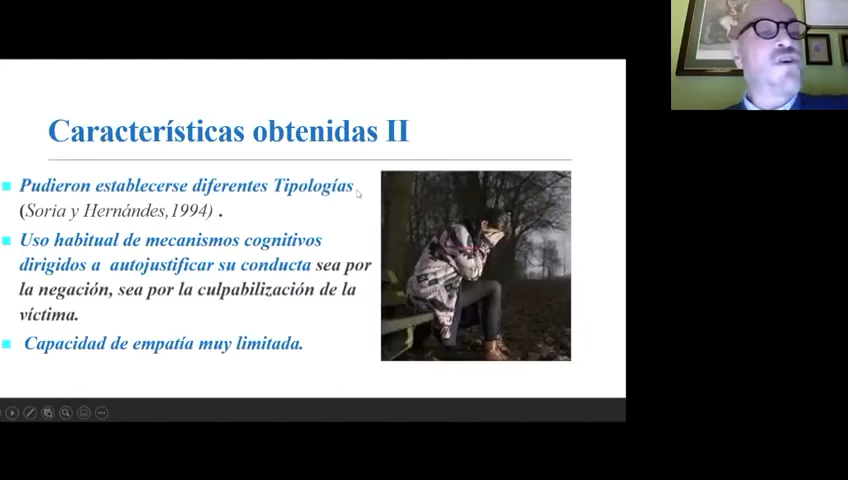 Características obtenidas II
Pudieron establecerse diferentes Tipologías
(Soria y Hernándes,1994) .
Uso habitual de mecanismos cognitivos
dirigidos a autojustificar su conducta sea por
la negación, sea por la culpabilización de la
víctima.
Capacidad de empatía muy limitada.